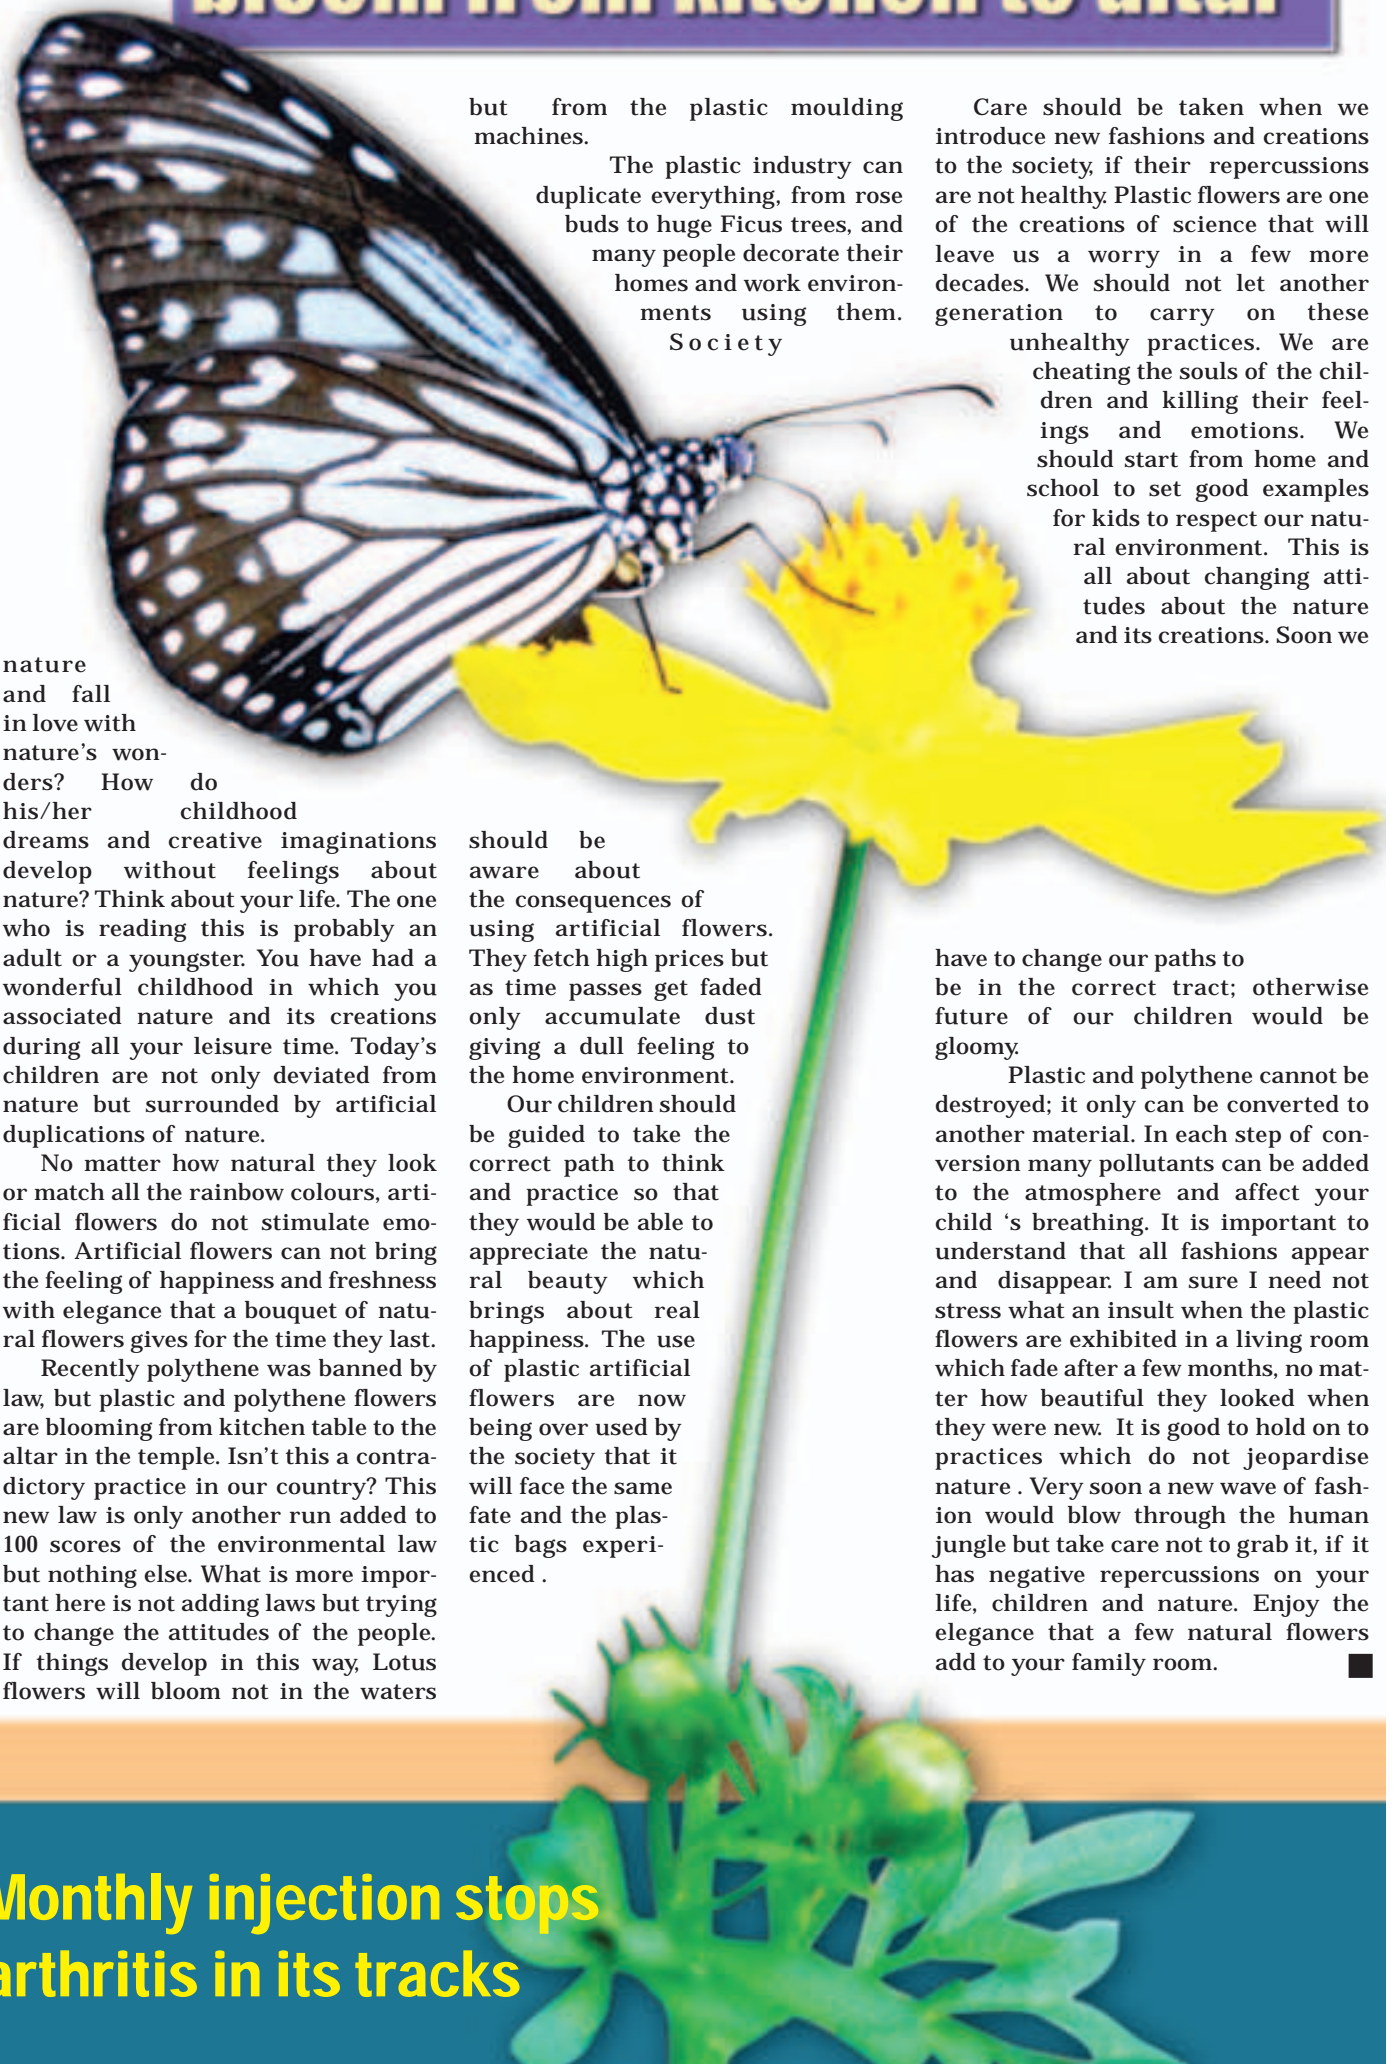 bloom from kitchen to altar
nature
and fall
in love with
nature's won-
ders? How do
his/her childhood
dreams and creative imaginations
develop without feelings about
nature? Think about your life. The one
who is reading this is probably an
adult or a youngster. You have had a
wonderful childhood in which you
associated nature and its creations
during all your leisure time. Today's
children are not only deviated from
nature but surrounded by artificial
duplications of nature.
No matter how natural they look
or match all the rainbow colours, arti-
ficial flowers do not stimulate emo-
tions. Artificial flowers can not bring
the feeling of happiness and freshness
with elegance that a bouquet of natu-
ral flowers gives for the time they last.
Recently polythene was banned by
law, but plastic and polythene flowers
are blooming from kitchen table to the
altar in the temple. Isn't this a contra-
dictory practice in our country? This
new law is only another run added to
100 scores of the environmental law
but nothing else. What is more impor-
tant here is not adding laws but trying
to change the attitudes of the people.
If things develop in this way, Lotus
flowers will bloom not in the waters
but from the plastic moulding
machines.
The plastic industry can
duplicate everything, from rose
buds to huge Ficus trees, and
many people decorate their
homes and work environ-
ments using them.
Society
should be
aware about
the consequences of
using artificial flowers.
They fetch high prices but
as time passes get faded
only accumulate dust
giving a dull feeling to
the home environment.
Our children should
be guided to take the
correct path to think
and practice so that
they would be able to
appreciate the natu-
ral beauty which
brings about real
happiness. The use
of plastic artificial
flowers are now
being over used by
the society that it
will face the same
fate and the plas-
tic bags experi-
enced .
Care should be taken when we
introduce new fashions and creations
to the society, if their repercussions
are not healthy. Plastic flowers are one
of the creations of science that will
leave us a worry in a few more
decades. We should not let another
generation to carry on these
unhealthy practices. We are
cheating the souls of the chil-
dren and killing their feel-
ings and emotions. We
should start from home and
school to set good examples
for kids to respect our natu-
ral environment. This is
all about changing atti-
tudes about the nature
and its creations. Soon we
have to change our paths to
be in the correct tract; otherwise
future of our children would be
gloomy.
Plastic and polythene cannot be
destroyed; it only can be converted to
another material. In each step of con-
version many pollutants can be added
to the atmosphere and affect your
child ‘s breathing. It is important to
understand that all fashions appear
and disappear. I am sure I need not
stress what an insult when the plastic
flowers are exhibited in a living room
which fade after a few months, no mat-
ter how beautiful they looked when
they were new. It is good to hold on to
practices which do not jeopardise
nature . Very soon a new wave of fash-
ion would blow through the human
jungle but take care not to grab it, if it
has negative repercussions on your
life, children and nature. Enjoy the
elegance that a few natural flowers
add to your family room.
Monthly injection stops
arthritis in its tracks